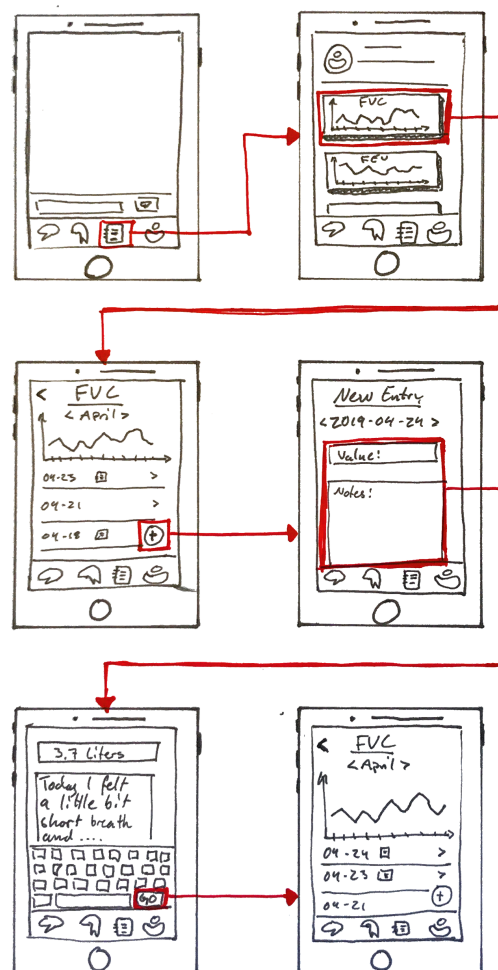 FVC
FEV
< FVC
< April >
04-23 >
04-21 >
04-18 +
New Entry
<2019-04-24 >
Value:
Notes:
3.7 Liters
Today I felt
a little bit
short breath
and ....
GO
< FVC
< April >
04-24 >
04-23 >
04-21 +